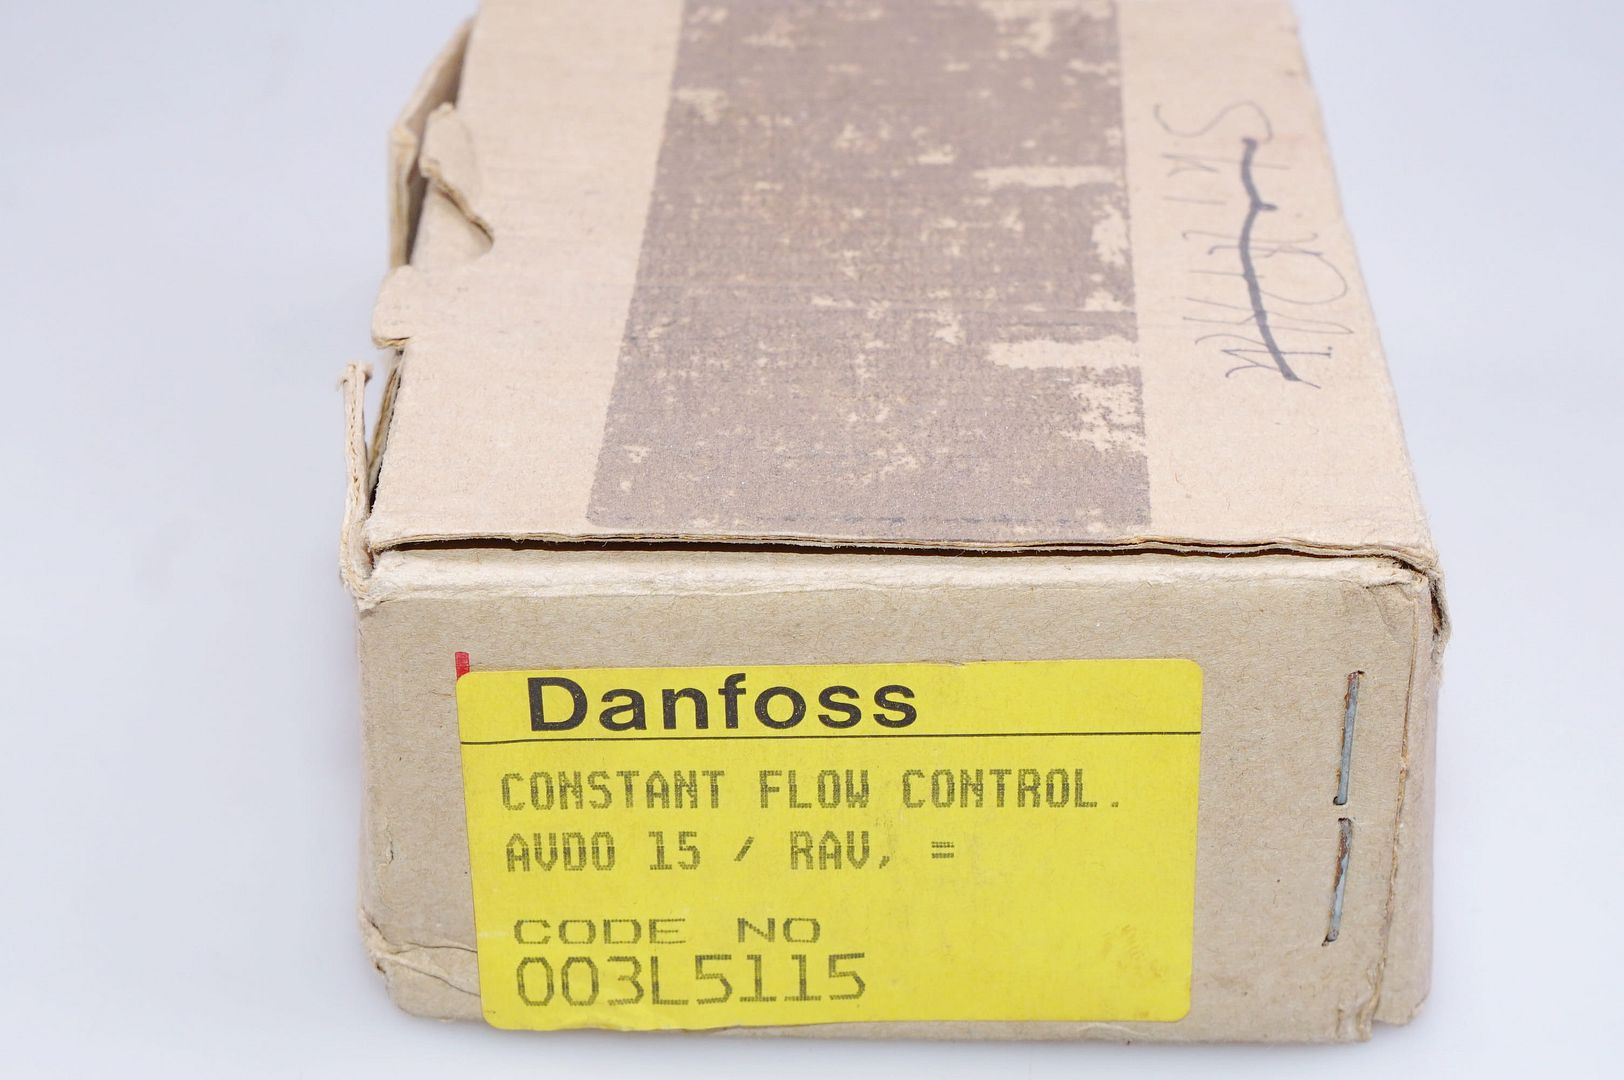 Danfoss
CONSTANT FLOW CONTROL.
AVDO 15 / RAV, =
CODE NO
003L5115